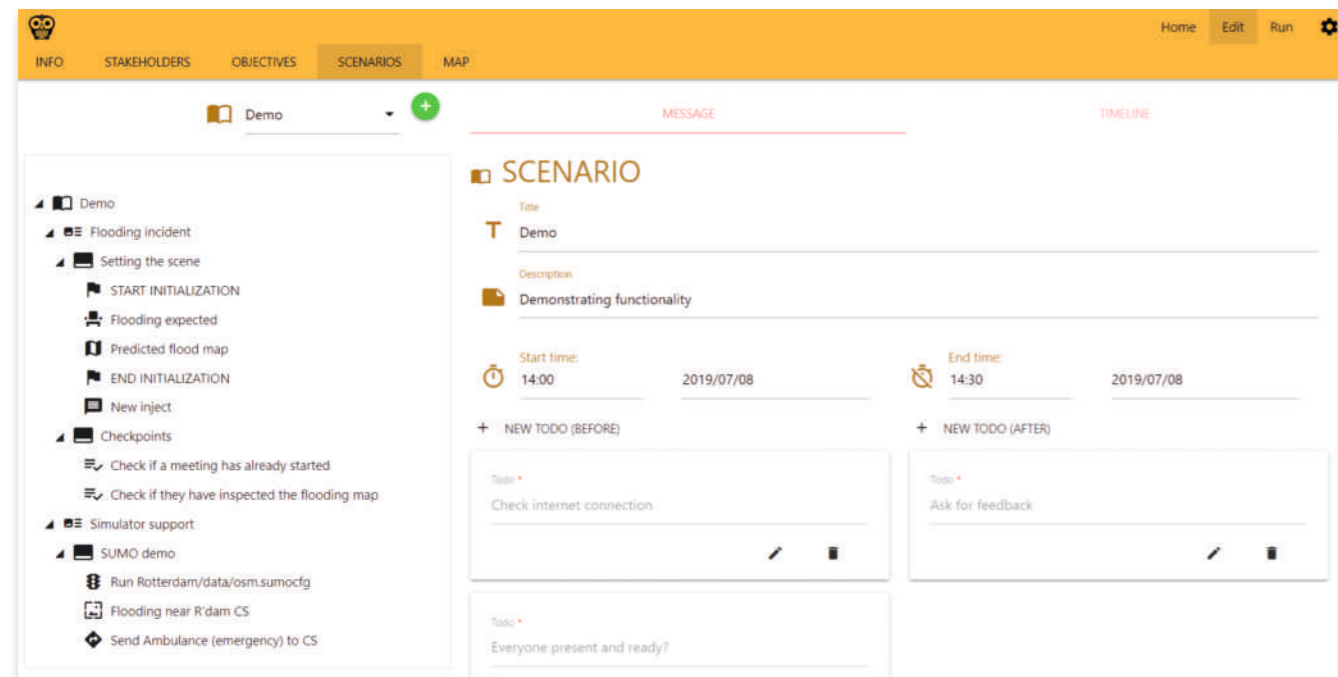 Home Edit Run
INFO STAKEHOLDERS OBJECTIVES SCENARIOS MAP
Demo
MESSAGE TIMELINE
Demo
Flooding incident
Setting the scene
START INITIALIZATION
Flooding expected
Predicted flood map
END INITIALIZATION
New inject
Checkpoints
Check if a meeting has already started
Check if they have inspected the flooding map
Simulator support
SUMO demo
Run Rotterdam/data/osm.sumocfg
Flooding near R'dam CS
Send Ambulance (emergency) to CS
SCENARIO
Title
Demo
Description
Demonstrating functionality
Start time:
14:00 2019/07/08
End time:
14:30 2019/07/08
+ NEW TODO (BEFORE)
Todo *
Check internet connection
Todo *
Everyone present and ready?
+ NEW TODO (AFTER)
Todo *
Ask for feedback